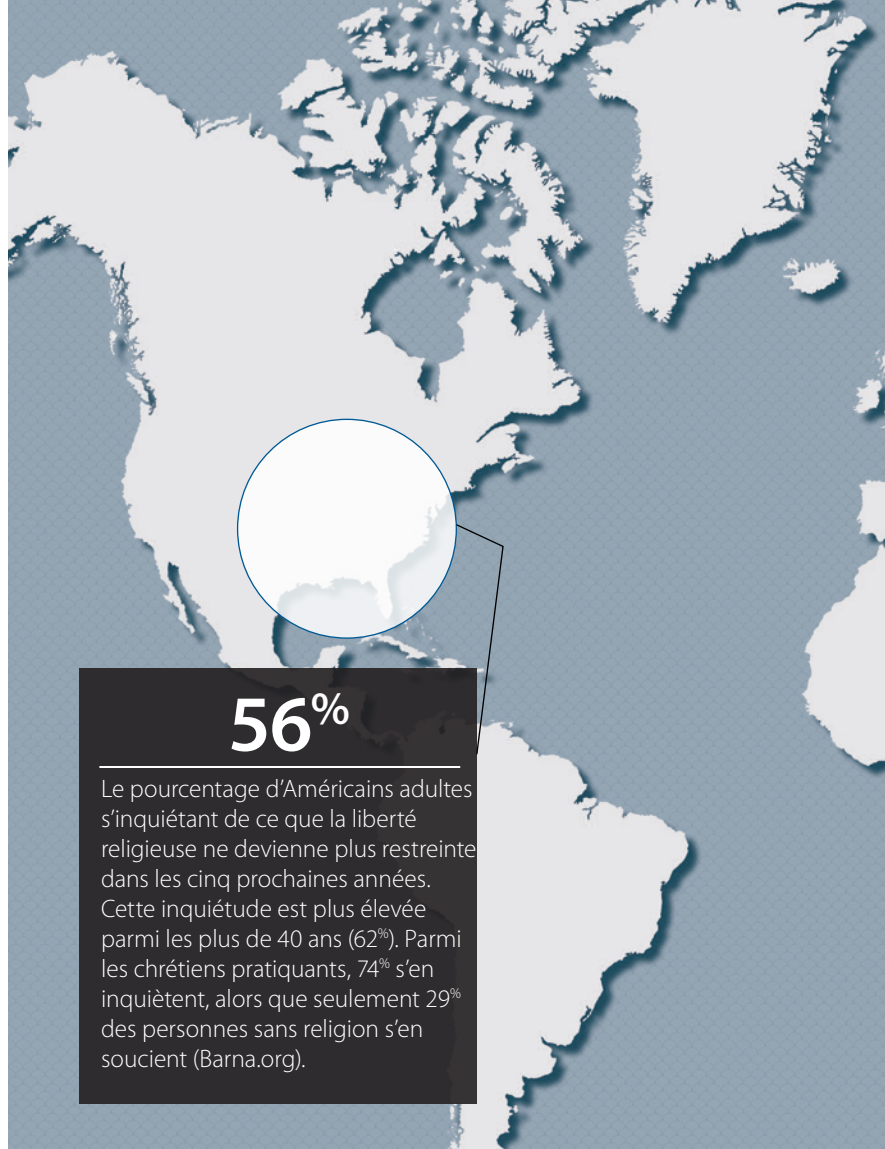 56%
Le pourcentage d’Américains adultes
s’inquiétant de ce que la liberté
religieuse ne devienne plus restreinte
dans les cinq prochaines années.
Cette inquiétude est plus élevée
parmi les plus de 40 ans (62%). Parmi
les chrétiens pratiquants, 74% s’en
inquiètent, alors que seulement 29%
des personnes sans religion s’en
soucient (Barna.org).